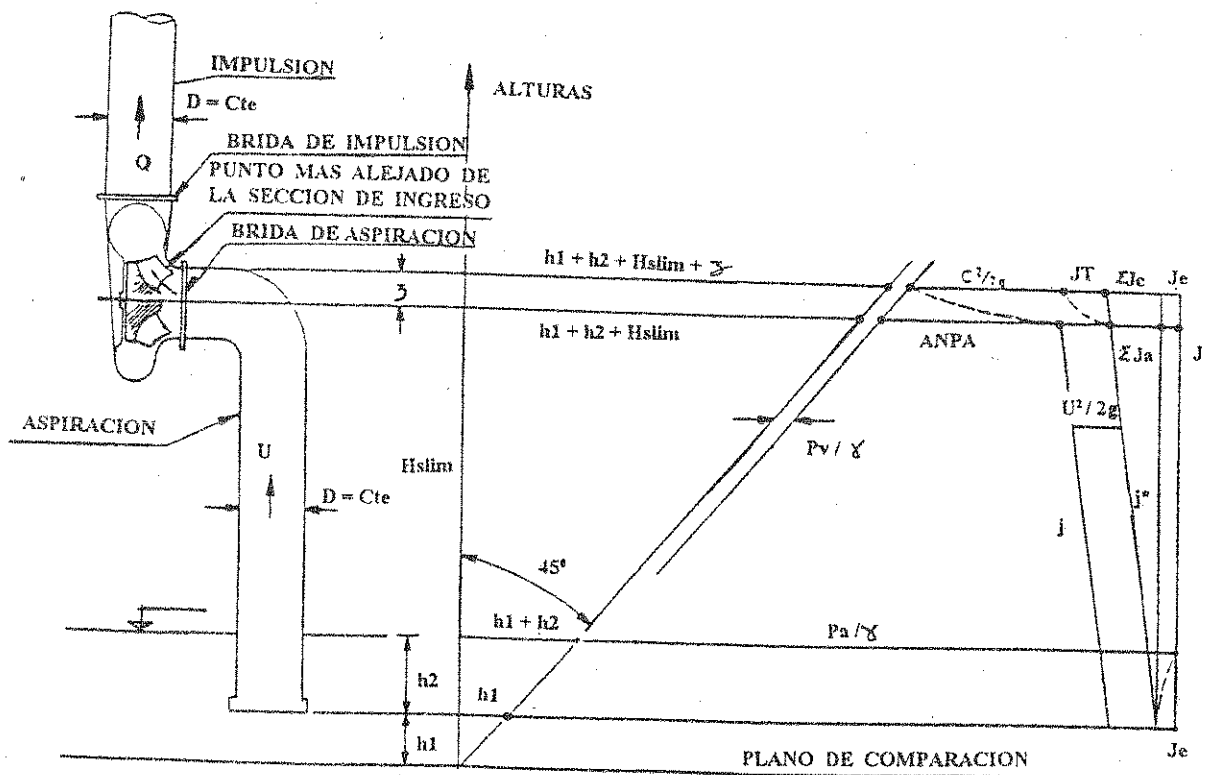 IMPULSION
D = Cte
Q
BRIDA DE IMPULSION
PUNTO MAS ALEJADO DE
LA SECCION DE INGRESO
BRIDA DE ASPIRACION
ALTURAS
h1 + h2 + Hslim + 3
3
h1 + h2 + Hslim
C²/2g
JT
ΣJc
Je
ANPA
ΣJa
J
ASPIRACION
U
D = Cte
Hslim
Pv / γ
U² / 2g
j
j*
45°
h1 + h2
Pa / γ
h2
h1
h1
Je
PLANO DE COMPARACION